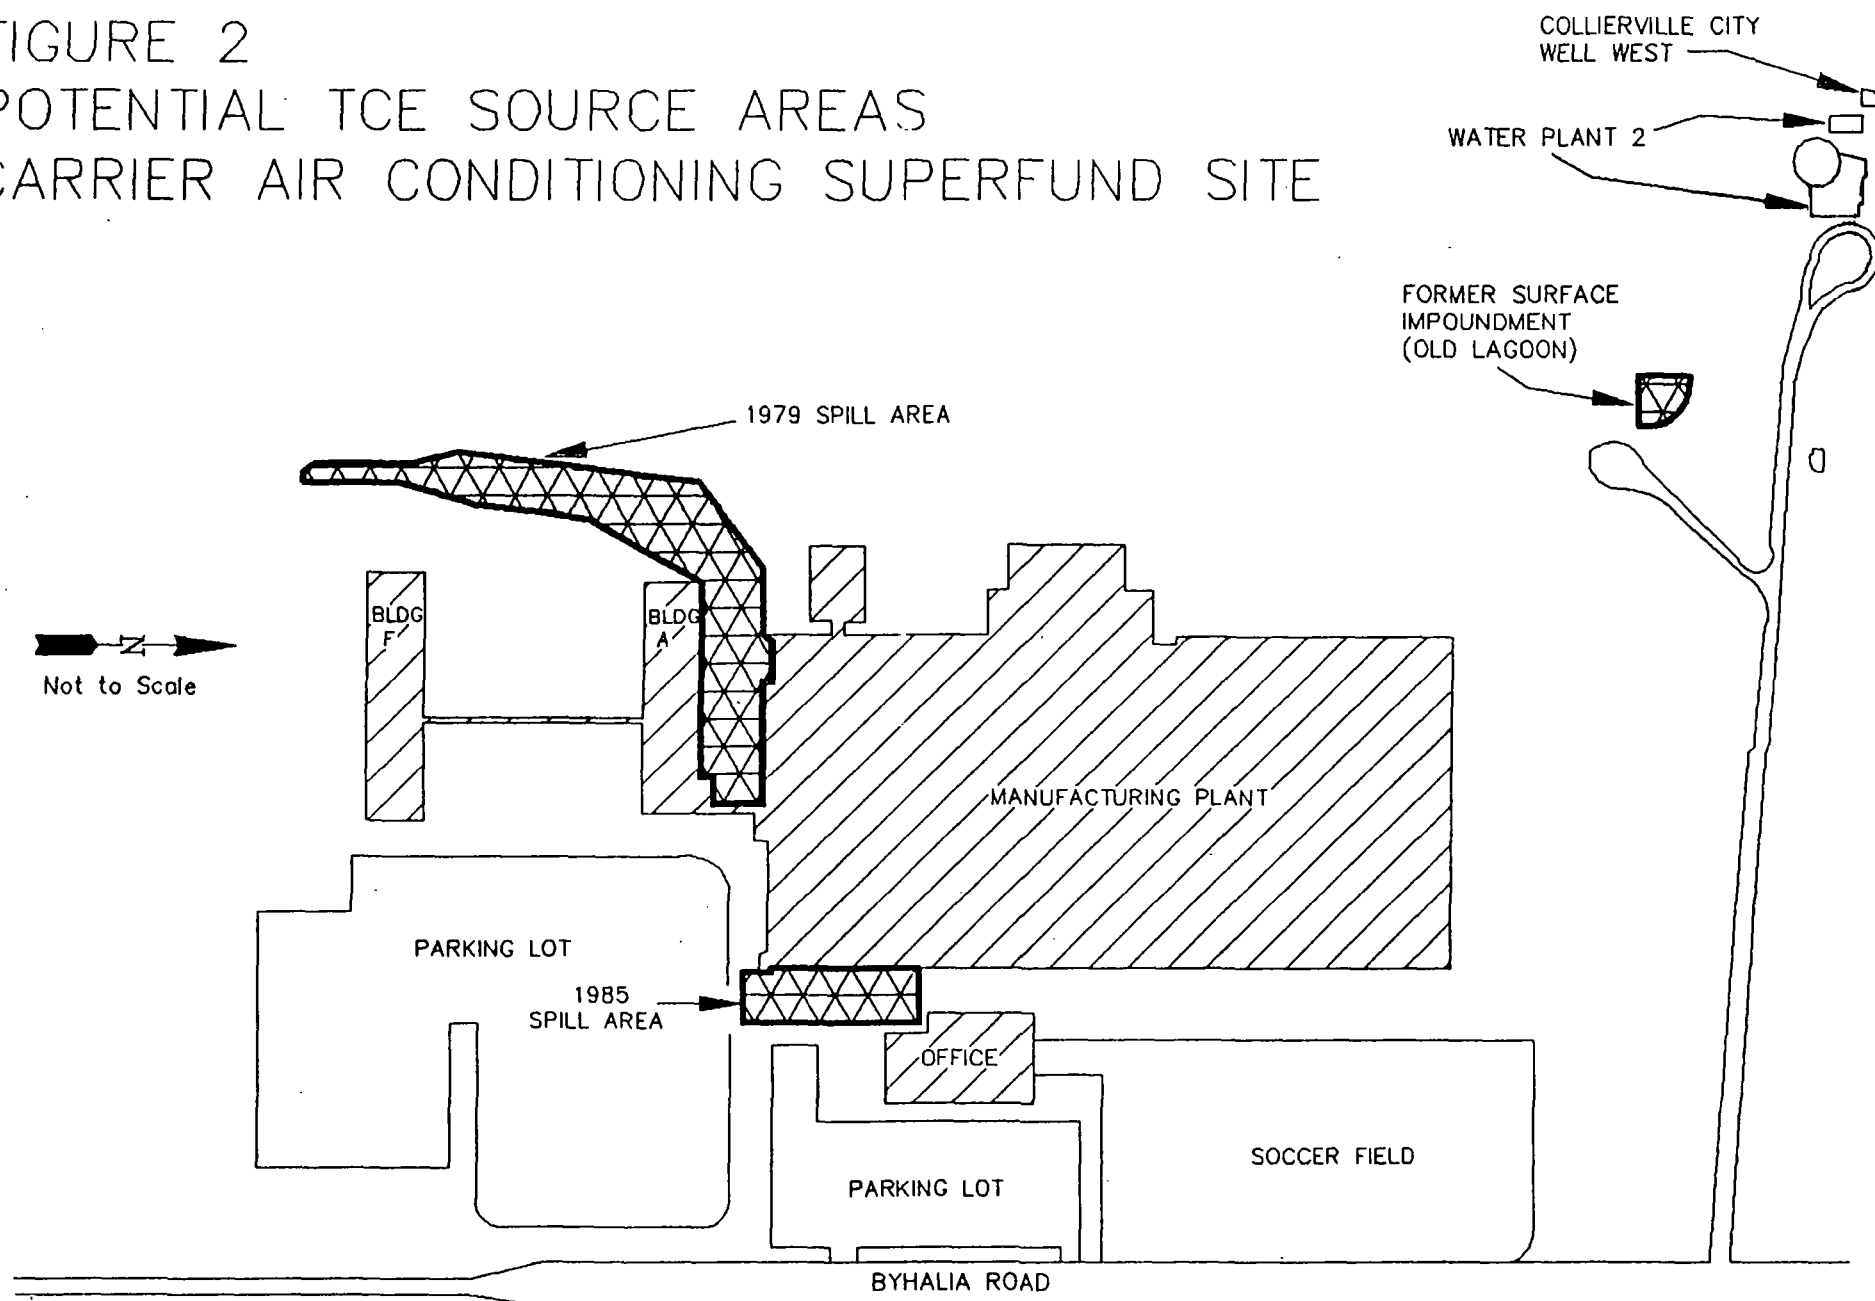 FIGURE 2
POTENTIAL TCE SOURCE AREAS
CARRIER AIR CONDITIONING SUPERFUND SITE
COLLIERVILLE CITY
WELL WEST
WATER PLANT 2
FORMER SURFACE
IMPOUNDMENT
(OLD LAGOON)
1979 SPILL AREA
BLDG
F
BLDG
A
N
Not to Scale
MANUFACTURING PLANT
PARKING LOT
1985
SPILL AREA
OFFICE
SOCCER FIELD
PARKING LOT
BYHALIA ROAD